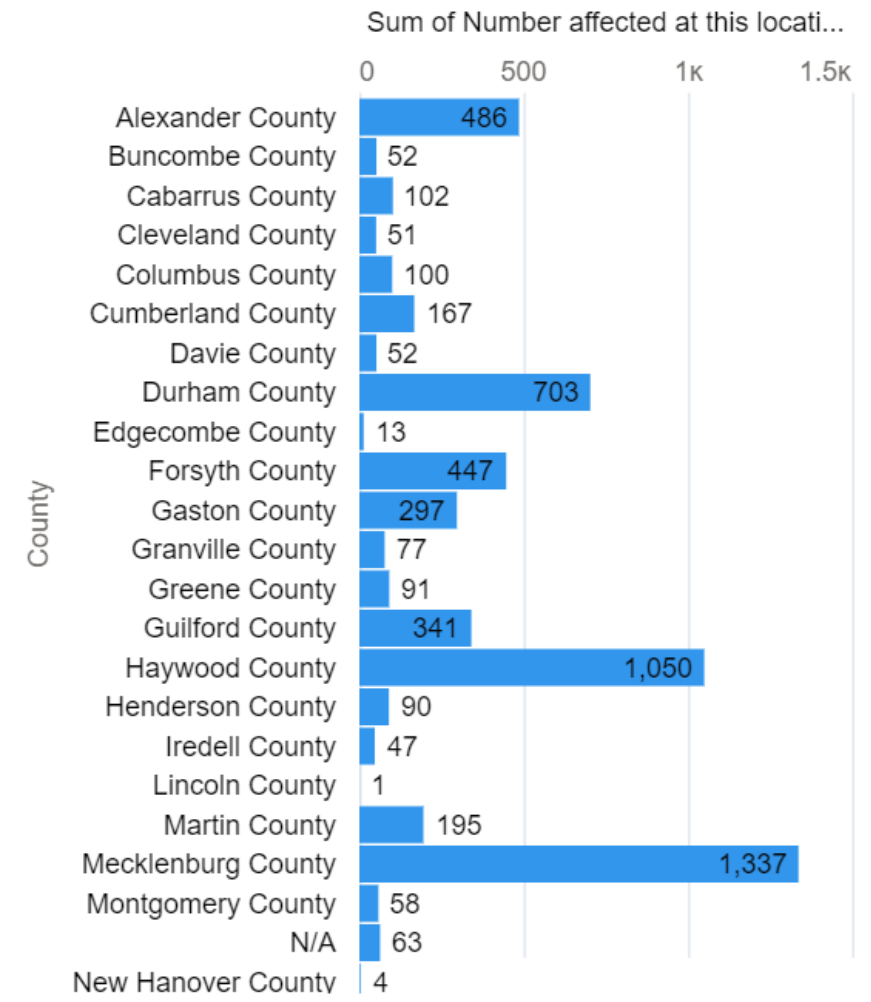 Sum of Number affected at this locati...
0 500 1K 1.5K
County
Alexander County 486
Buncombe County 52
Cabarrus County 102
Cleveland County 51
Columbus County 100
Cumberland County 167
Davie County 52
Durham County 703
Edgecombe County 13
Forsyth County 447
Gaston County 297
Granville County 77
Greene County 91
Guilford County 341
Haywood County 1,050
Henderson County 90
Iredell County 47
Lincoln County 1
Martin County 195
Mecklenburg County 1,337
Montgomery County 58
N/A 63
New Hanover County 4